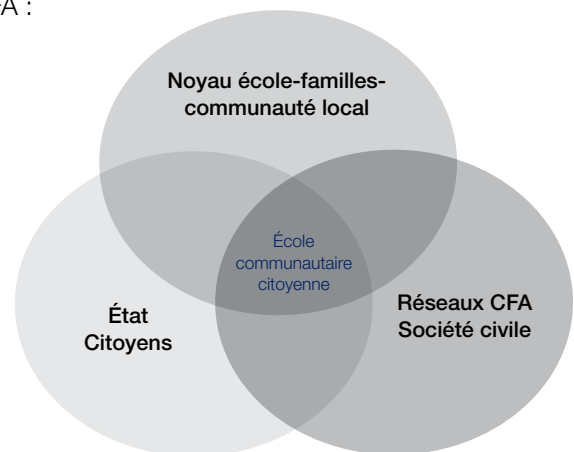 A :
Noyau école-familles-
communauté local
École
communautaire
citoyenne
État
Citoyens
Réseaux CFA
Société civile